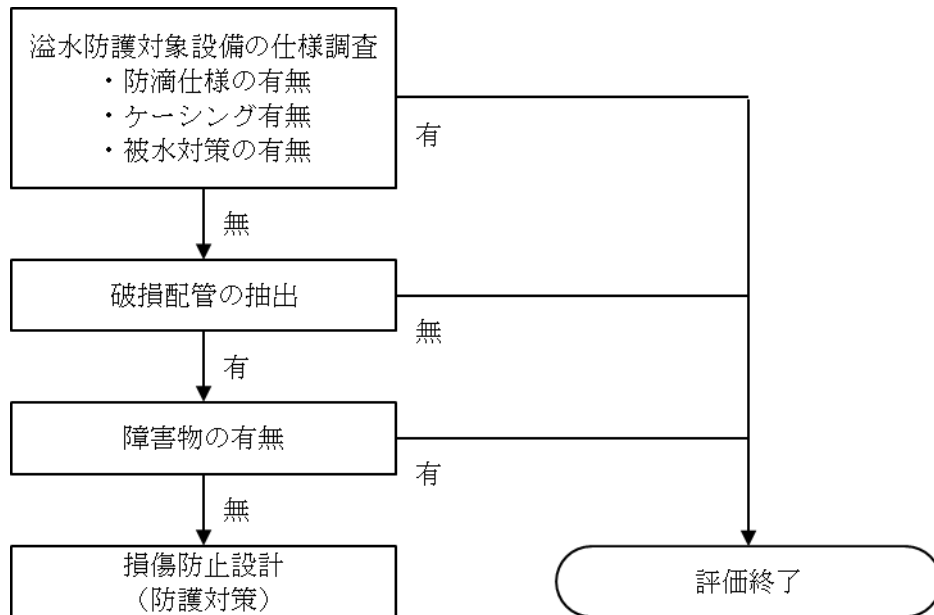 溢水防護対象設備の仕様調査
・防滴仕様の有無
・ケーシング有無
・被水対策の有無
有
無
破損配管の抽出
無
有
障害物の有無
有
無
損傷防止設計
（防護対策）
評価終了